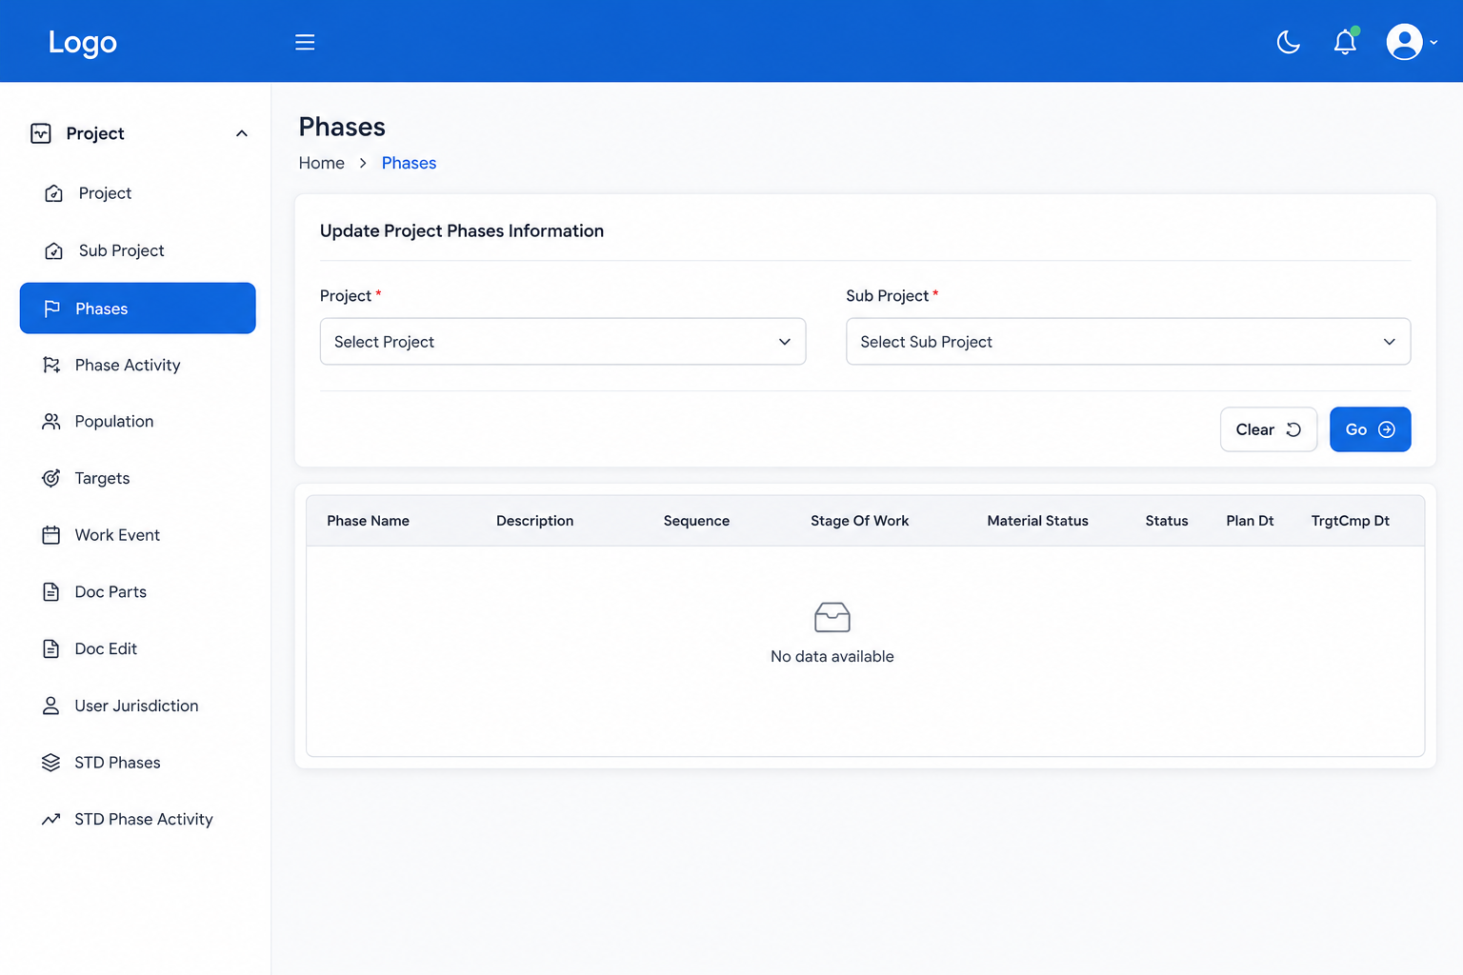 Logo
Project
Project
Sub Project
Phases
Phase Activity
Population
Targets
Work Event
Doc Parts
Doc Edit
User Jurisdiction
STD Phases
STD Phase Activity
Phases
Home > Phases
Update Project Phases Information
Project * Sub Project *
Select Project Select Sub Project
Clear Go
Phase Name Description Sequence Stage Of Work Material Status Status Plan Dt TrgtCmp Dt
No data available